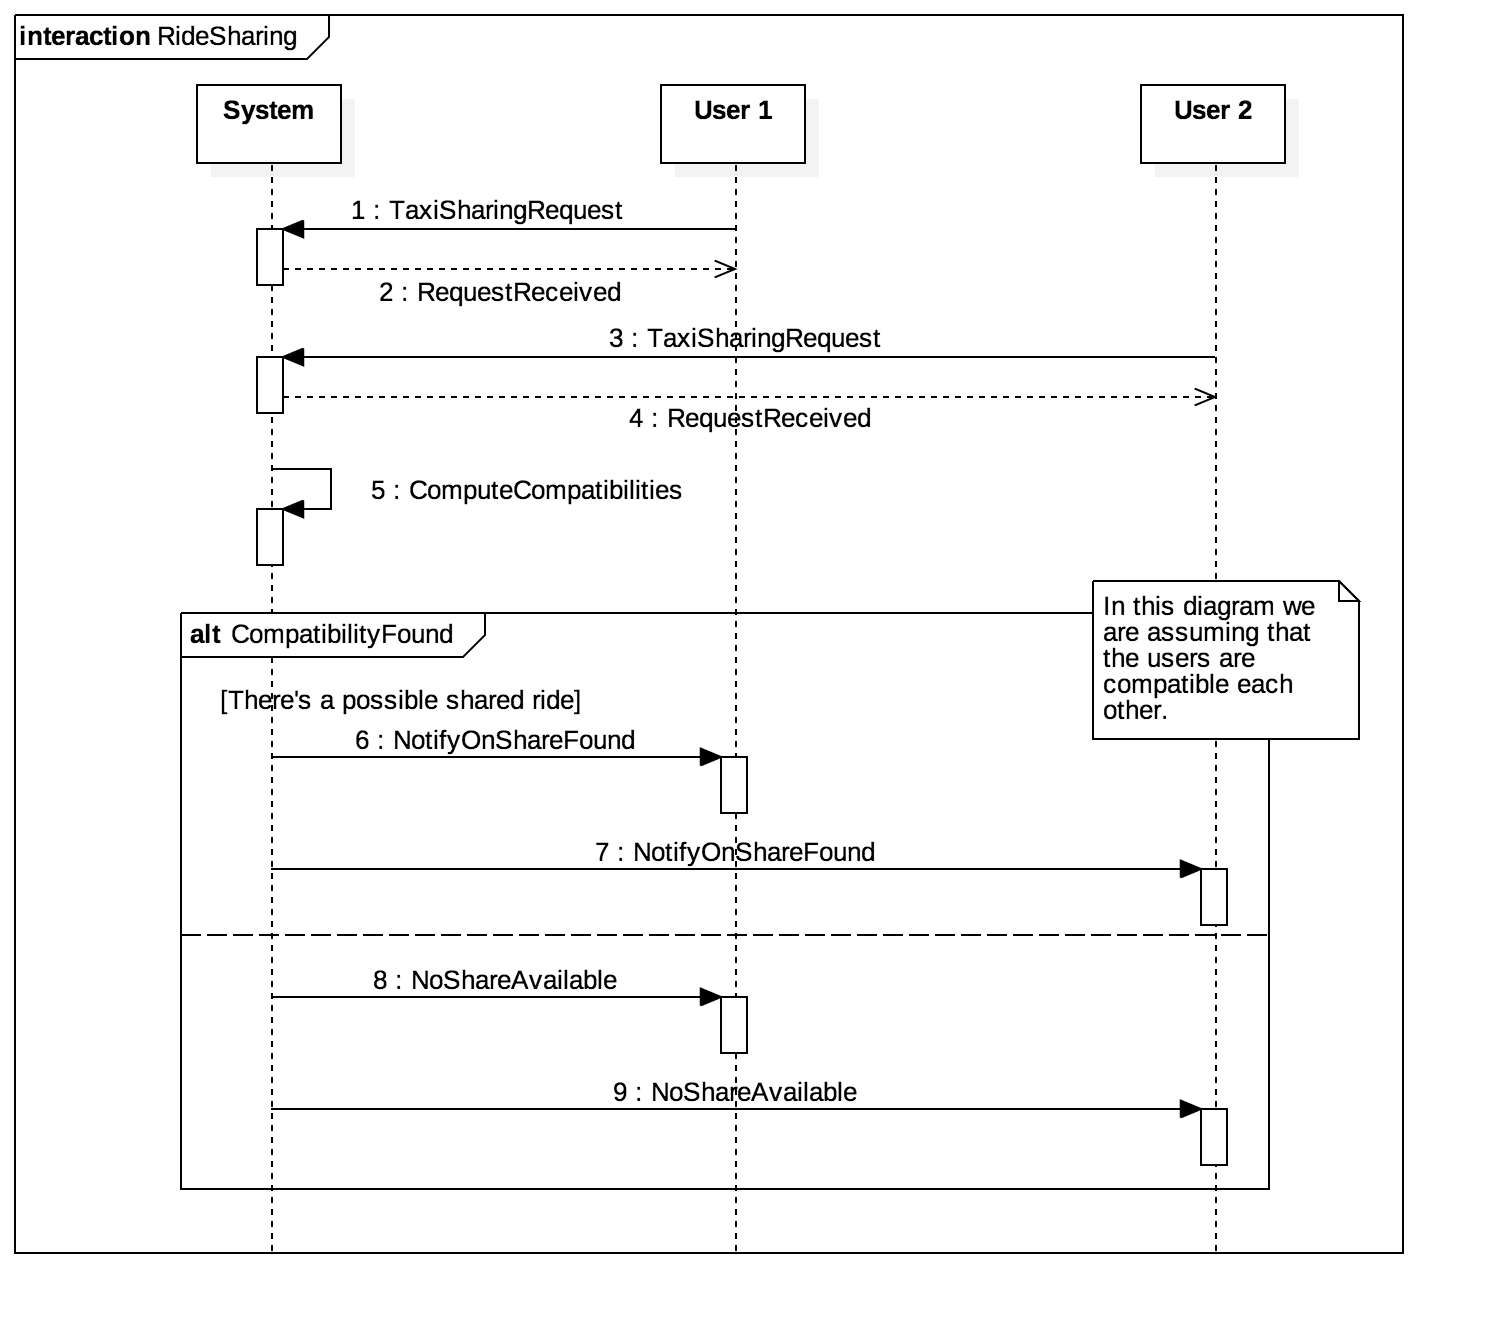 interaction RideSharing
System
User 1
User 2
1 : TaxiSharingRequest
2 : RequestReceived
3 : TaxiSharingRequest
4 : RequestReceived
5 : ComputeCompatibilities
In this diagram we
are assuming that
the users are
compatible each
other.
alt CompatibilityFound
[There's a possible shared ride]
6 : NotifyOnShareFound
7 : NotifyOnShareFound
8 : NoShareAvailable
9 : NoShareAvailable